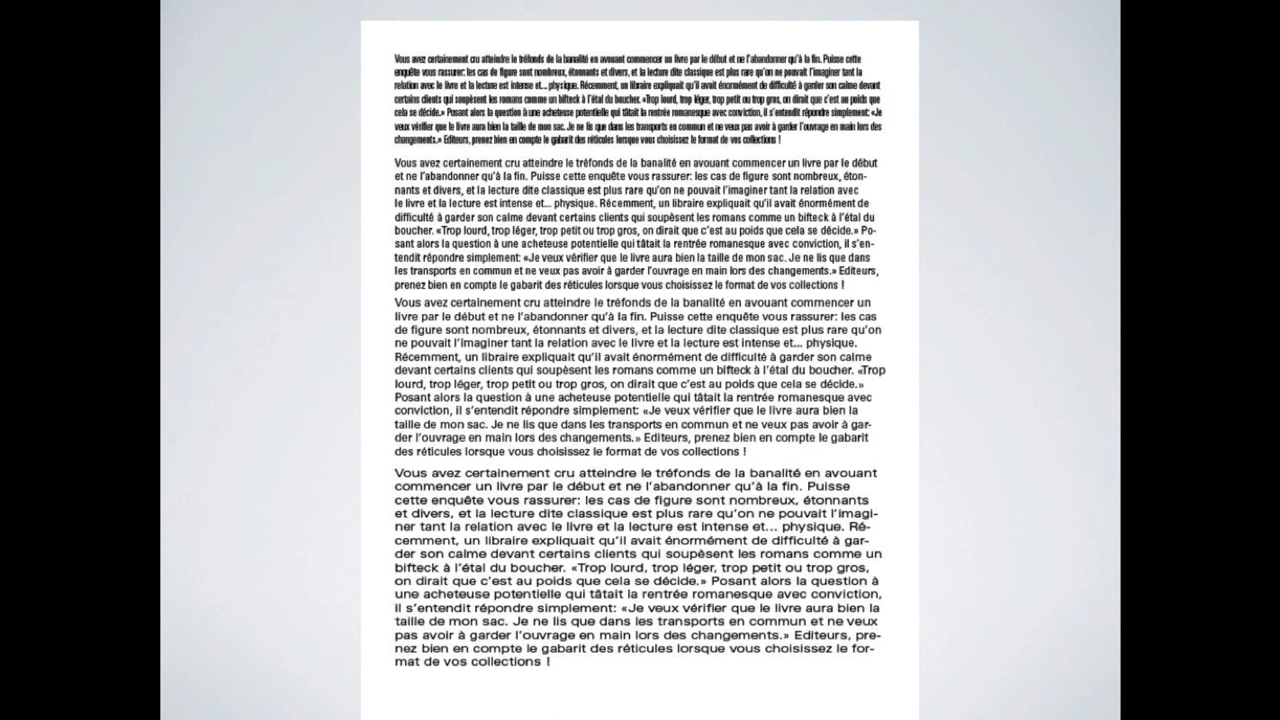 Vous avez certainement cru atteindre le tréfonds de la banalité en avouant commencer un livre par le début et ne l'abandonner qu'à la fin. Puisse cette
enquête vous rassurer: les cas de figure sont nombreux, étonnants et divers, et la lecture dite classique est plus rare qu'on ne pouvait l'imaginer tant la
relation avec le livre et la lecture est intense et... physique. Récemment, un libraire expliquait qu'il avait énormément de difficulté à garder son calme devant
certains clients qui soupèsent les romans comme un bifteck à l'étal du boucher. «Trop lourd, trop léger, trop petit ou trop gros, on dirait que c'est au poids que
cela se décide.» Posant alors la question à une acheteuse potentielle qui tâtait la rentrée romanesque avec conviction, il s'entendit répondre simplement: «Je
veux vérifier que le livre aura bien la taille de mon sac. Je ne lis que dans les transports en commun et ne veux pas avoir à garder l'ouvrage en main lors des
changements.» Editeurs, prenez bien en compte le gabarit des réticules lorsque vous choisissez le format de vos collections !
Vous avez certainement cru atteindre le tréfonds de la banalité en avouant commencer un livre par le début
et ne l'abandonner qu'à la fin. Puisse cette enquête vous rassurer: les cas de figure sont nombreux, éton-
nants et divers, et la lecture dite classique est plus rare qu'on ne pouvait l'imaginer tant la relation avec
le livre et la lecture est intense et... physique. Récemment, un libraire expliquait qu'il avait énormément de
difficulté à garder son calme devant certains clients qui soupèsent les romans comme un bifteck à l'étal du
boucher. «Trop lourd, trop léger, trop petit ou trop gros, on dirait que c'est au poids que cela se décide.» Po-
sant alors la question à une acheteuse potentielle qui tâtait la rentrée romanesque avec conviction, il s'en-
tendit répondre simplement: «Je veux vérifier que le livre aura bien la taille de mon sac. Je ne lis que dans
les transports en commun et ne veux pas avoir à garder l'ouvrage en main lors des changements.» Editeurs,
prenez bien en compte le gabarit des réticules lorsque vous choisissez le format de vos collections !
Vous avez certainement cru atteindre le tréfonds de la banalité en avouant commencer un
livre par le début et ne l'abandonner qu'à la fin. Puisse cette enquête vous rassurer: les cas
de figure sont nombreux, étonnants et divers, et la lecture dite classique est plus rare qu'on
ne pouvait l'imaginer tant la relation avec le livre et la lecture est intense et... physique.
Récemment, un libraire expliquait qu'il avait énormément de difficulté à garder son calme
devant certains clients qui soupèsent les romans comme un bifteck à l'étal du boucher. «Trop
lourd, trop léger, trop petit ou trop gros, on dirait que c'est au poids que cela se décide.»
Posant alors la question à une acheteuse potentielle qui tâtait la rentrée romanesque avec
conviction, il s'entendit répondre simplement: «Je veux vérifier que le livre aura bien la
taille de mon sac. Je ne lis que dans les transports en commun et ne veux pas avoir à gar-
der l'ouvrage en main lors des changements.» Editeurs, prenez bien en compte le gabarit
des réticules lorsque vous choisissez le format de vos collections !
Vous avez certainement cru atteindre le tréfonds de la banalité en avouant
commencer un livre par le début et ne l'abandonner qu'à la fin. Puisse
cette enquête vous rassurer: les cas de figure sont nombreux, étonnants
et divers, et la lecture dite classique est plus rare qu'on ne pouvait l'imagi-
ner tant la relation avec le livre et la lecture est intense et... physique. Ré-
cemment, un libraire expliquait qu'il avait énormément de difficulté à gar-
der son calme devant certains clients qui soupèsent les romans comme un
bifteck à l'étal du boucher. «Trop lourd, trop léger, trop petit ou trop gros,
on dirait que c'est au poids que cela se décide.» Posant alors la question à
une acheteuse potentielle qui tâtait la rentrée romanesque avec conviction,
il s'entendit répondre simplement: «Je veux vérifier que le livre aura bien la
taille de mon sac. Je ne lis que dans les transports en commun et ne veux
pas avoir à garder l'ouvrage en main lors des changements.» Editeurs, pre-
nez bien en compte le gabarit des réticules lorsque vous choisissez le for-
mat de vos collections !